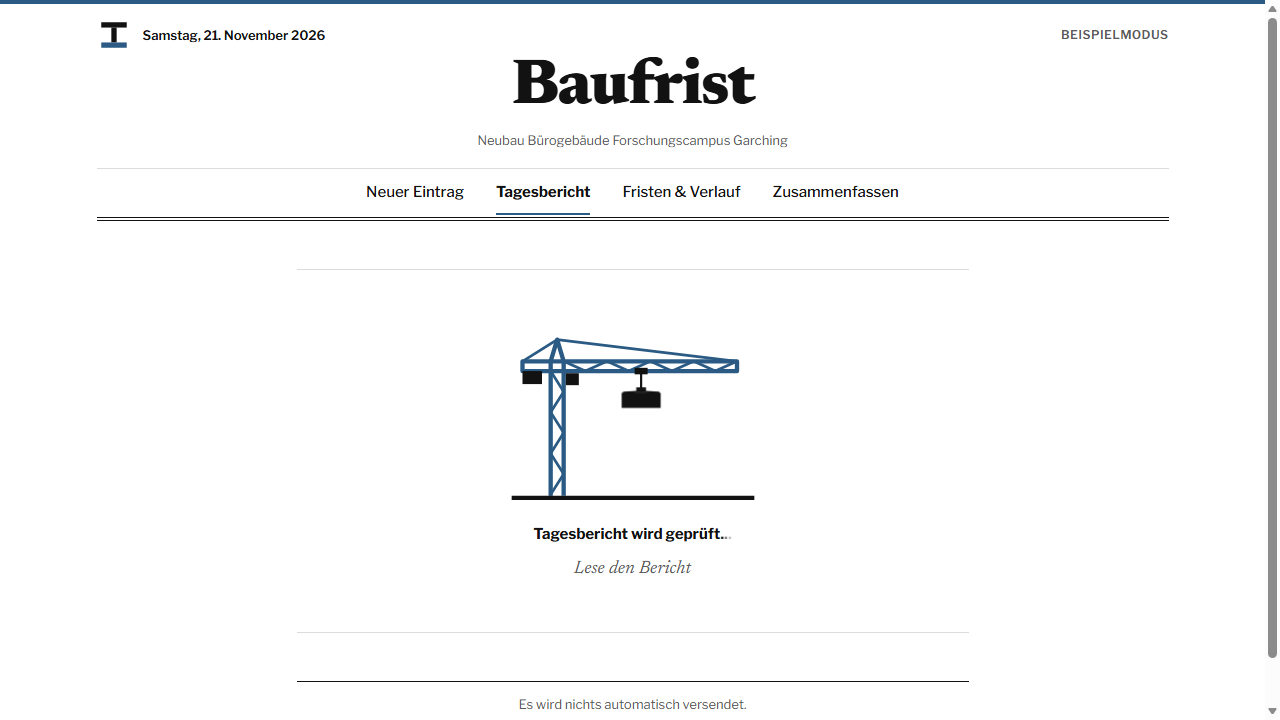 Samstag, 21. November 2026
BEISPIELMODUS
Baufrist
Neubau Bürogebäude Forschungscampus Garching
Neuer Eintrag
Tagesbericht
Fristen & Verlauf
Zusammenfassen
Tagesbericht wird geprüft...
Lese den Bericht
Es wird nichts automatisch versendet.